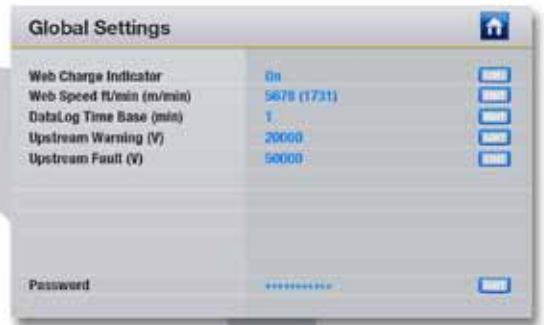 Global Settings
Web Charge Indicator On
Web Speed ft/min (m/min) 5678 (1731)
DataLog Time Base (min) 1
Upstream Warning (V) 20000
Upstream Fault (V) 50000
Password ***********